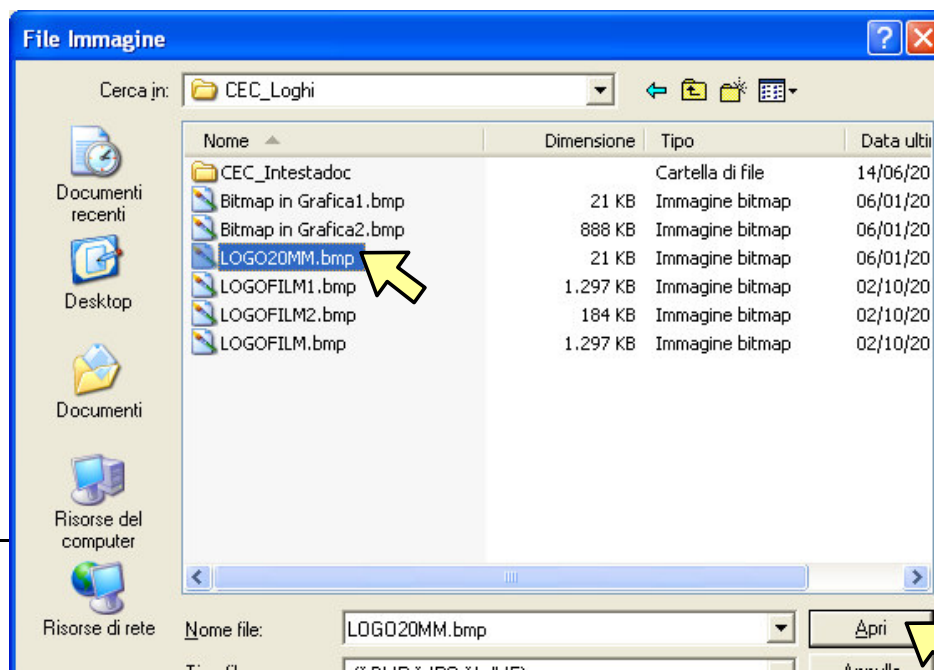 File Immagine
Cerca in: CEC_Loghi
Nome Dimensione Tipo Data ulti
CEC_Intestadoc Cartella di file 14/06/20
Bitmap in Grafica1.bmp 21 KB Immagine bitmap 06/01/20
Bitmap in Grafica2.bmp 888 KB Immagine bitmap 06/01/20
LOGO20MM.bmp 21 KB Immagine bitmap 06/01/20
LOGOFILM1.bmp 1.297 KB Immagine bitmap 02/10/20
LOGOFILM2.bmp 184 KB Immagine bitmap 02/10/20
LOGOFILM.bmp 1.297 KB Immagine bitmap 02/10/20
Documenti
recenti
Desktop
Documenti
Risorse del
computer
Risorse di rete
Nome file: LOGO20MM.bmp Apri